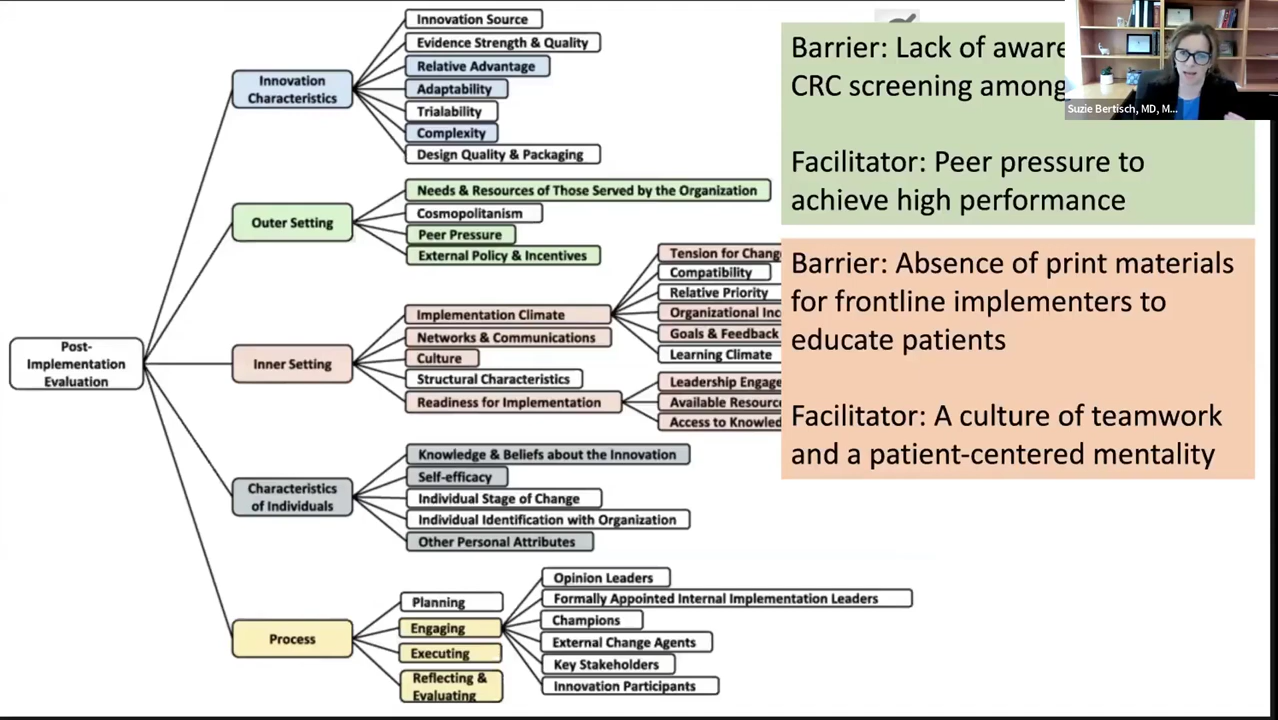 Post-
Implementation
Evaluation
Innovation
Characteristics
Innovation Source
Evidence Strength & Quality
Relative Advantage
Adaptability
Trialability
Complexity
Design Quality & Packaging
Outer Setting
Needs & Resources of Those Served by the Organization
Cosmopolitanism
Peer Pressure
External Policy & Incentives
Inner Setting
Implementation Climate
Networks & Communications
Culture
Structural Characteristics
Readiness for Implementation
Tension for Chang
Compatibility
Relative Priority
Organizational Inc
Goals & Feedback
Learning Climate
Leadership Engage
Available Resourc
Access to Knowled
Characteristics
of Individuals
Knowledge & Beliefs about the Innovation
Self-efficacy
Individual Stage of Change
Individual Identification with Organization
Other Personal Attributes
Process
Planning
Engaging
Executing
Reflecting &
Evaluating
Opinion Leaders
Formally Appointed Internal Implementation Leaders
Champions
External Change Agents
Key Stakeholders
Innovation Participants
Barrier: Lack of aware
CRC screening among
Facilitator: Peer pressure to
achieve high performance
Barrier: Absence of print materials
for frontline implementers to
educate patients
Facilitator: A culture of teamwork
and a patient-centered mentality
Suzie Bertisch, MD, M...